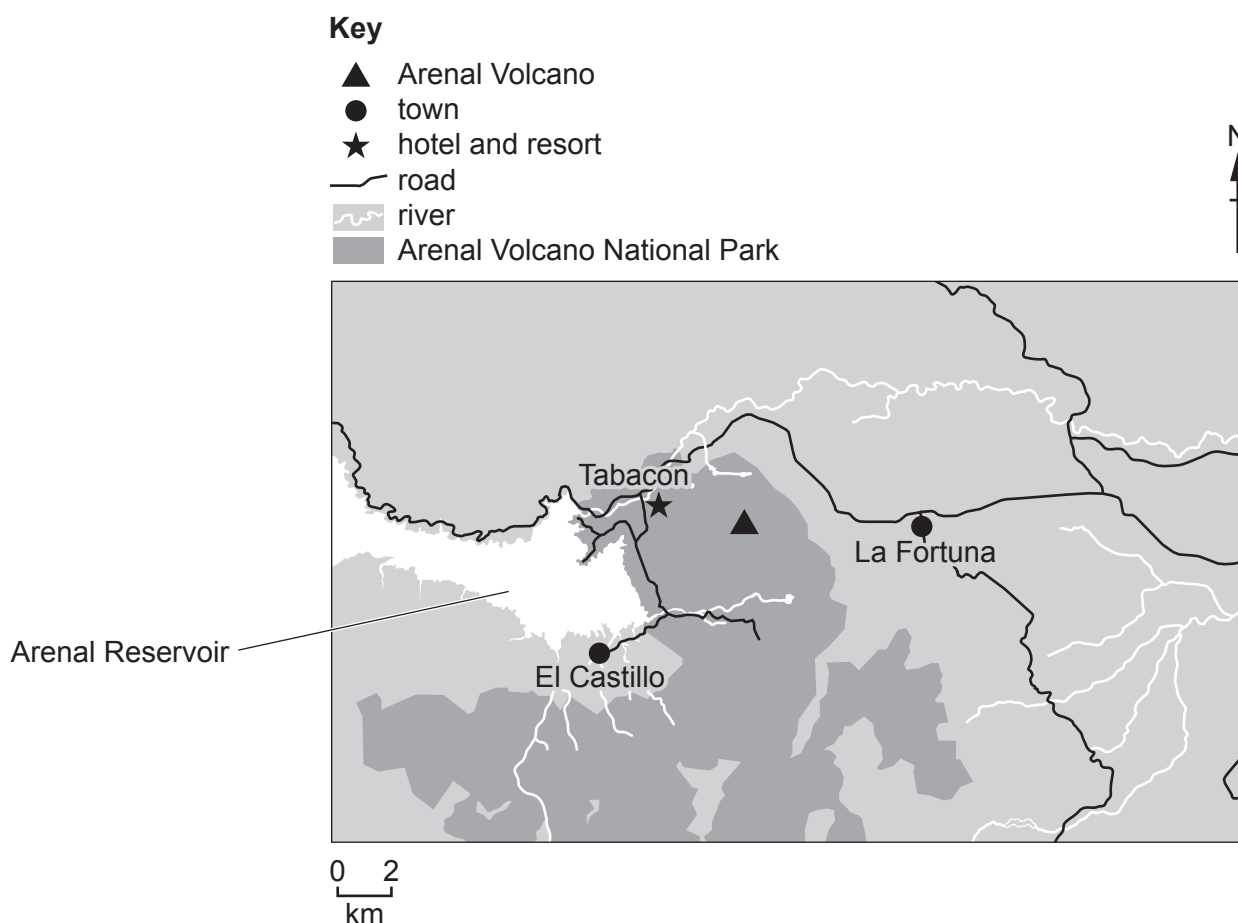 Key
Arenal Volcano
town
hotel and resort
road
river
Arenal Volcano National Park
N
Tabacón
La Fortuna
Arenal Reservoir
El Castillo
0 2
km